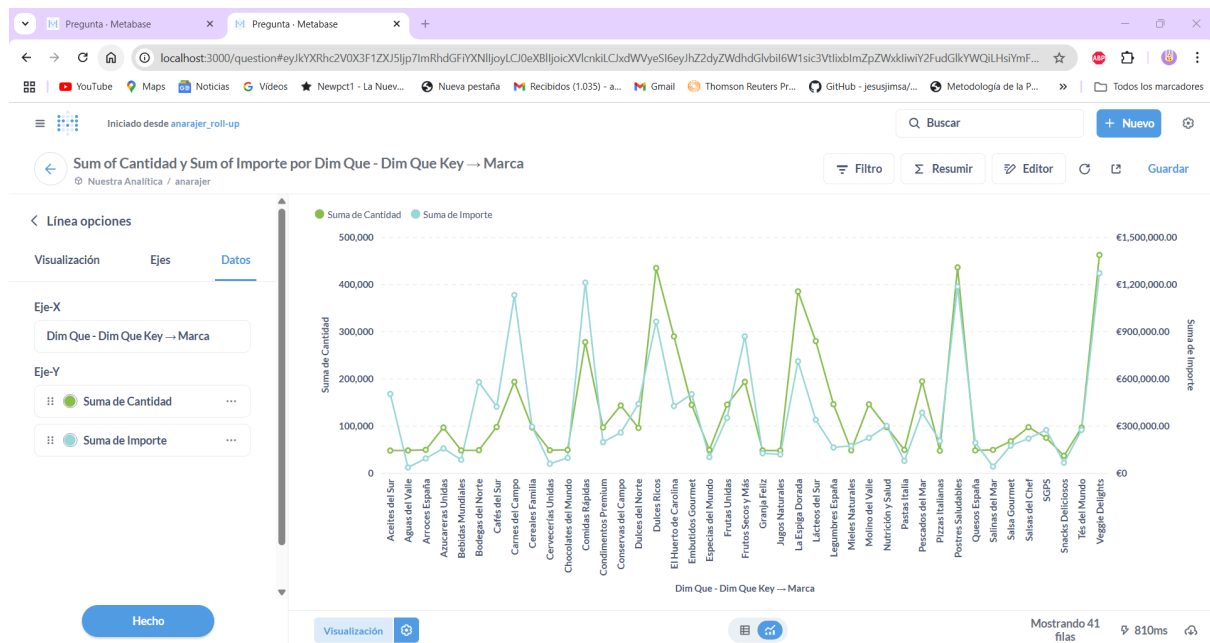 Pregunta · Metabase
Pregunta · Metabase
localhost:3000/question#eyJkYXRhc2V0X3F1ZXJ5Ijp7ImRhdGFiYXNlIjoyLCJ0eXBlIjoicXVlcnkiLCJxdWVyeSI6eyJhZ2dyZWdhdGlvbiI6W1sic3VtIixbImZpZWxkIiwiY2FudGlkYWQiLHsiYmF...
YouTube
Maps
Noticias
Vídeos
Newpct1 - La Nuev...
Nueva pestaña
Recibidos (1.035) - a...
Gmail
Thomson Reuters Pr...
GitHub - jesusjima/...
Metodología de la P...
»
Todos los marcadores
Iniciado desde anarajer_roll-up
Buscar
+ Nuevo
Sum of Cantidad y Sum of Importe por Dim Que - Dim Que Key → Marca
Nuestra Analítica / anarajer
Filtro
Resumir
Editor
Guardar
Línea opciones
Visualización
Ejes
Datos
Eje-X
Dim Que - Dim Que Key → Marca
Eje-Y
Suma de Cantidad
Suma de Importe
Hecho
Suma de Cantidad
Suma de Importe
500,000
400,000
300,000
200,000
100,000
0
Suma de Cantidad
€1,500,000.00
€1,200,000.00
€900,000.00
€600,000.00
€300,000.00
€0
Suma de Importe
Aceites del Sur
Aguas del Valle
Arroces España
Azucareras Unidas
Bebidas Mundiales
Bodegas del Norte
Cafés del Sur
Carnes del Campo
Cereales Familia
Cervecerías Unidas
Chocolates del Mundo
Comidas Rápidas
Condimentos Premium
Conservas del Campo
Dulces del Norte
Dulces Ricos
El Huerto de Carolina
Embutidos Gourmet
Especias del Mundo
Frutas Unidas
Frutos Secos y Más
Granja Feliz
Jugos Naturales
La Espiga Dorada
Lácteos del Sur
Legumbres España
Mieles Naturales
Molino del Valle
Nutrición y Salud
Pastas Italia
Pescados del Mar
Pizzas Italianas
Postres Saludables
Quesos España
Salinas del Mar
Salsa Gourmet
Salsas del Chef
SGPS
Snacks Deliciosos
Tés del Mundo
Veggie Delights
Dim Que - Dim Que Key → Marca
Visualización
Mostrando 41
filas
810ms